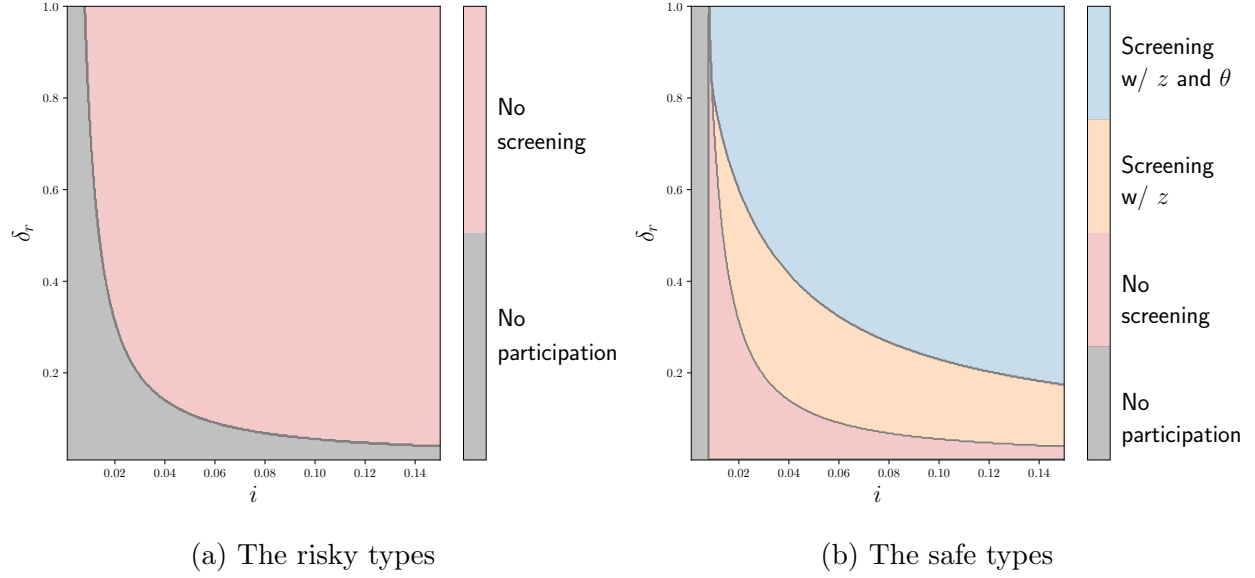 1.0
0.8
0.6
0.4
0.2
δr
0.02 0.04 0.06 0.08 0.10 0.12 0.14
i
No
screening
No
participation
(a) The risky types
1.0
0.8
0.6
0.4
0.2
δr
0.02 0.04 0.06 0.08 0.10 0.12 0.14
i
Screening
w/ z and θ
Screening
w/ z
No
screening
No
participation
(b) The safe types